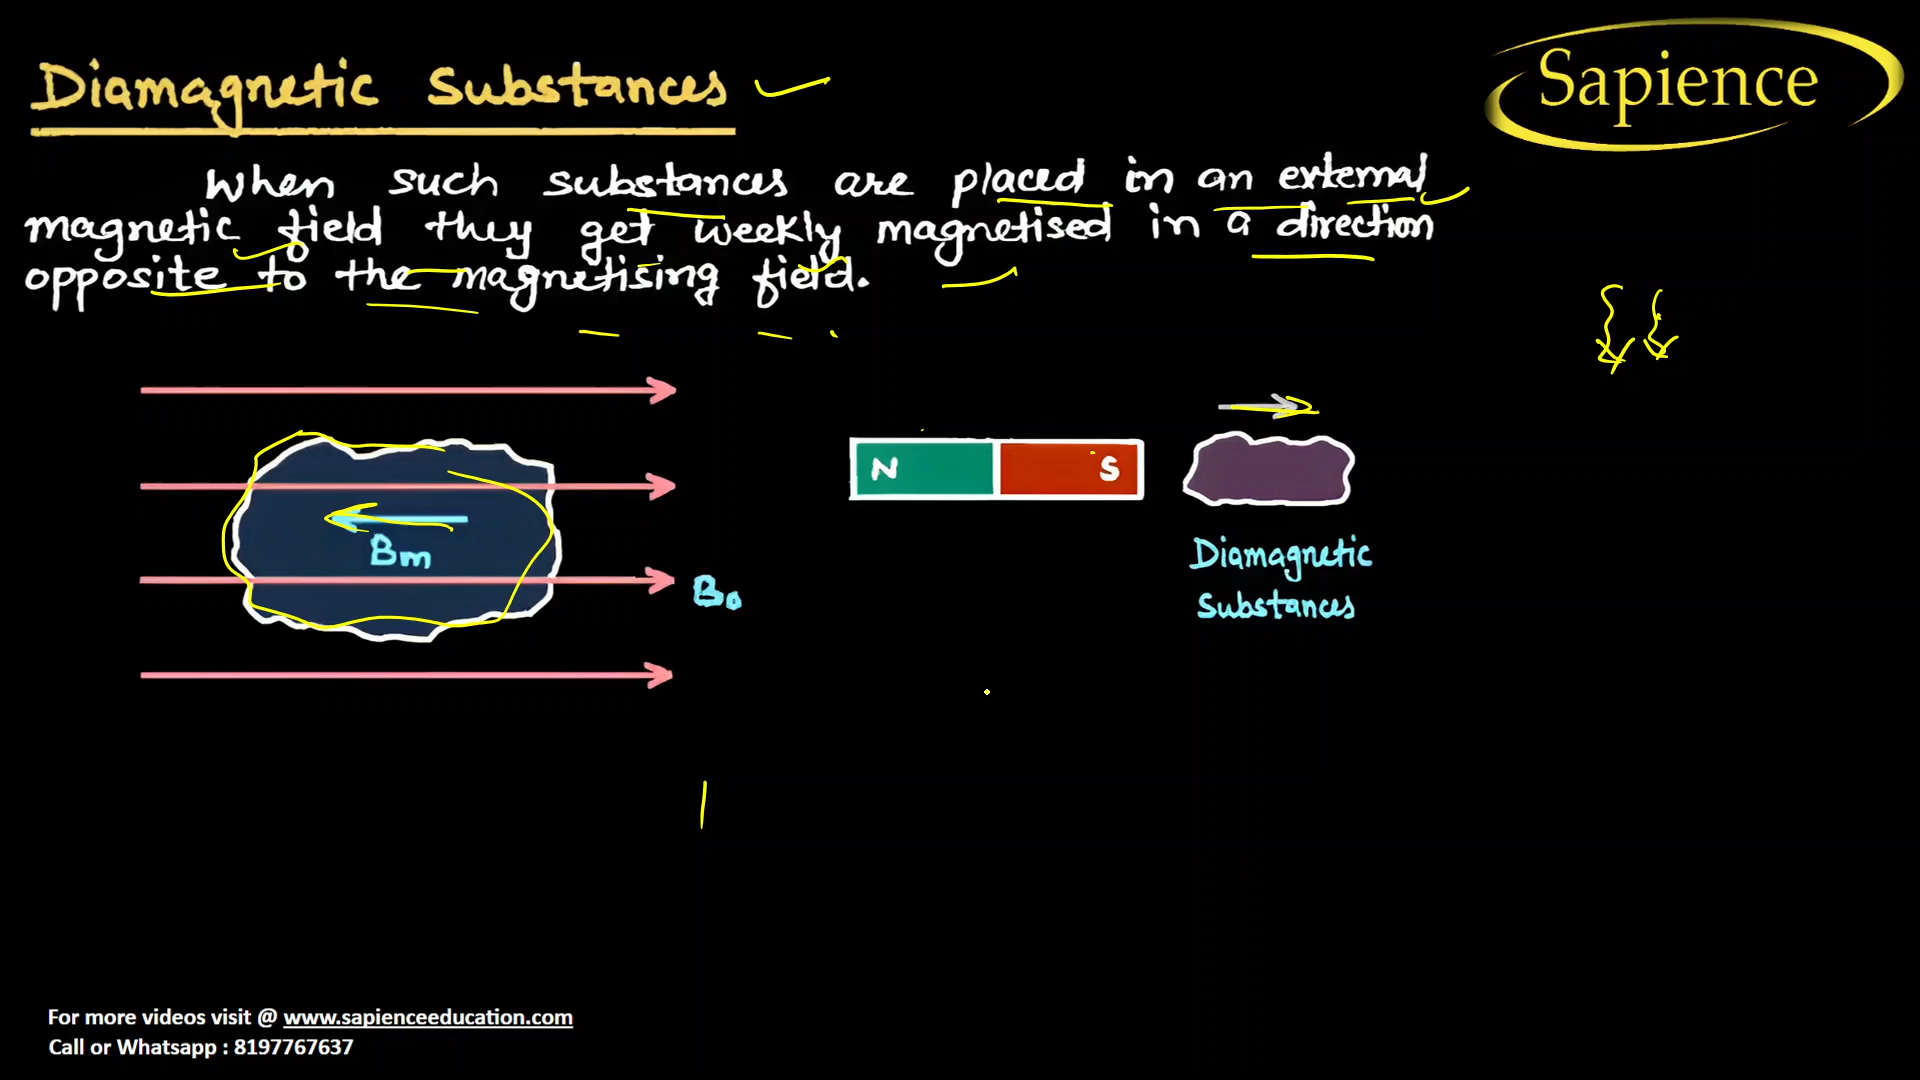 Diamagnetic Substances
Sapience
When such substances are placed in an external
magnetic field they get weekly magnetised in a direction
opposite to the magnetising field.
N S
Bm
Bo
Diamagnetic
Substances
For more videos visit @ www.sapienceeducation.com
Call or Whatsapp : 8197767637